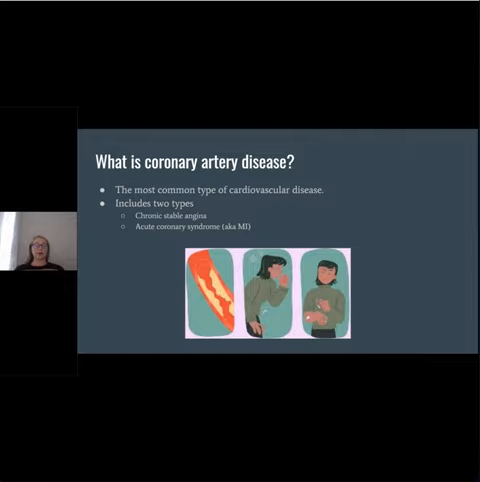 What is coronary artery disease?
The most common type of cardiovascular disease.
Includes two types
Chronic stable angina
Acute coronary syndrome (aka MI)